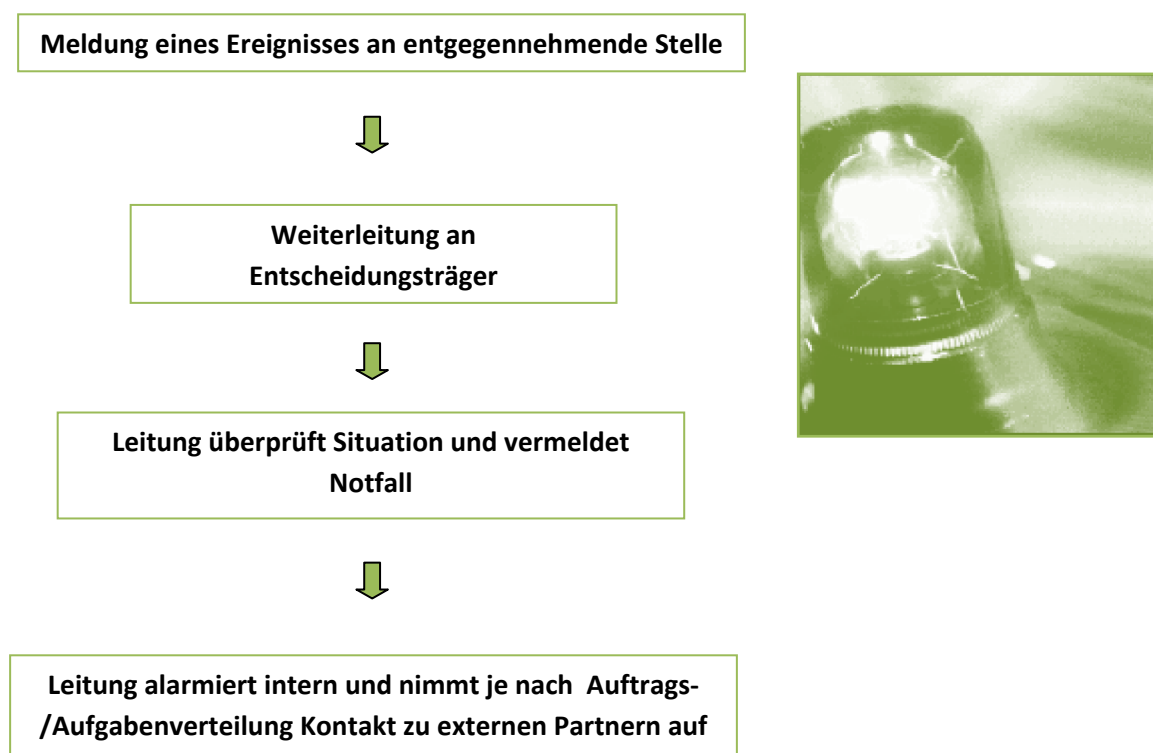 Meldung eines Ereignisses an entgegennehmende Stelle
Weiterleitung an
Entscheidungsträger
Leitung überprüft Situation und vermeldet
Notfall
Leitung alarmiert intern und nimmt je nach Auftrags-
/Aufgabenverteilung Kontakt zu externen Partnern auf